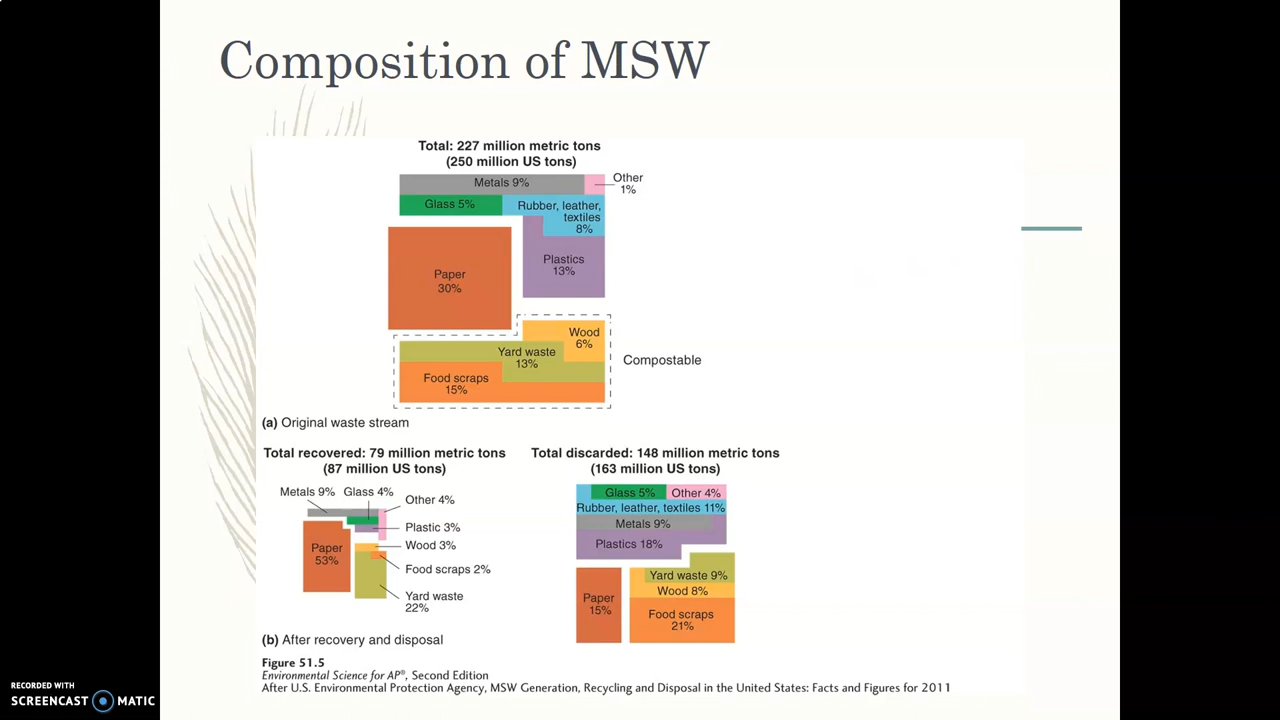 Composition of MSW
Total: 227 million metric tons
(250 million US tons)
Metals 9%
Other
1%
Glass 5%
Rubber, leather,
textiles
8%
Plastics
13%
Paper
30%
Wood
6%
Yard waste
13%
Compostable
Food scraps
15%
(a) Original waste stream
Total recovered: 79 million metric tons
(87 million US tons)
Metals 9%
Glass 4%
Other 4%
Plastic 3%
Paper
53%
Wood 3%
Food scraps 2%
Yard waste
22%
Total discarded: 148 million metric tons
(163 million US tons)
Glass 5%
Other 4%
Rubber, leather, textiles 11%
Metals 9%
Plastics 18%
Yard waste 9%
Paper
15%
Wood 8%
Food scraps
21%
(b) After recovery and disposal
Figure 51.5
Environmental Science for AP®, Second Edition
After U.S. Environmental Protection Agency, MSW Generation, Recycling and Disposal in the United States: Facts and Figures for 2011
RECORDED WITH
SCREENCAST MATIC